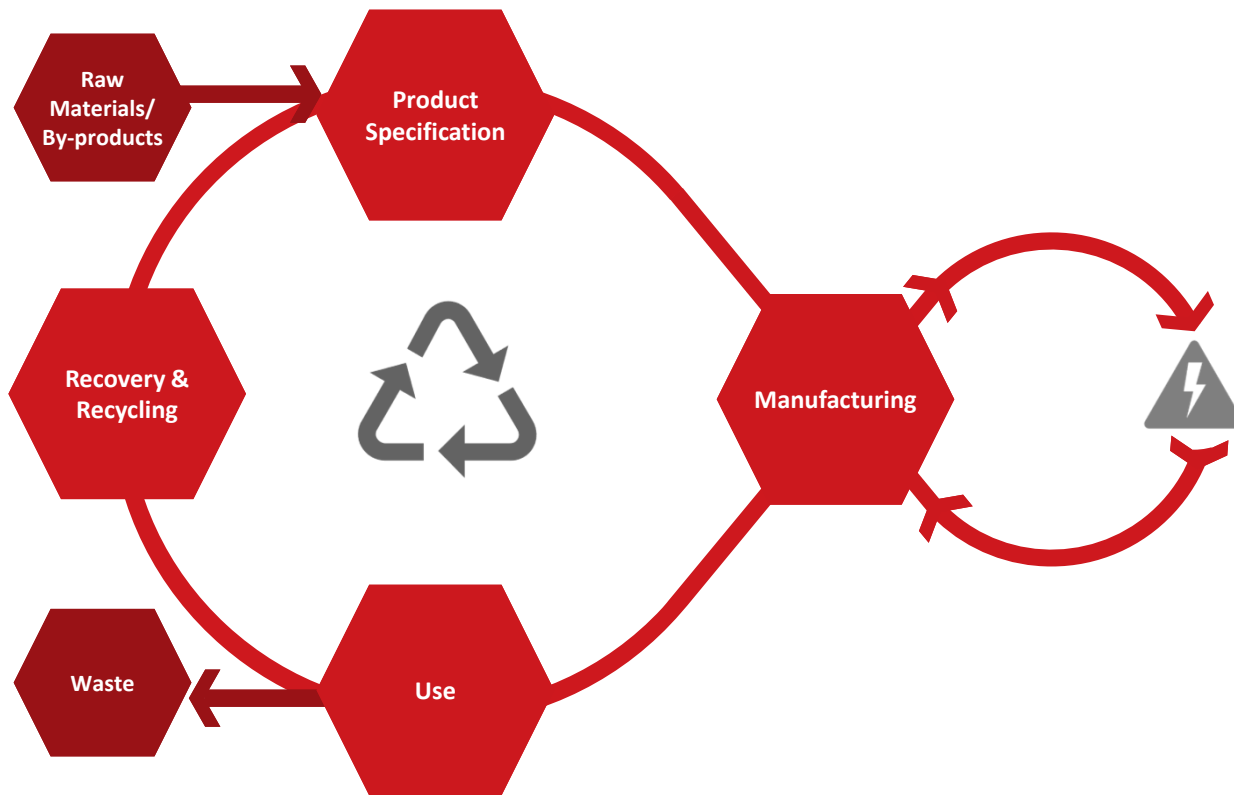 Raw
Materials/
By-products
Product
Specification
Recovery &
Recycling
Manufacturing
Waste
Use